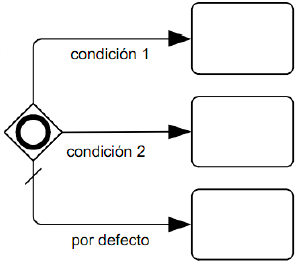 condición 1
condición 2
por defecto